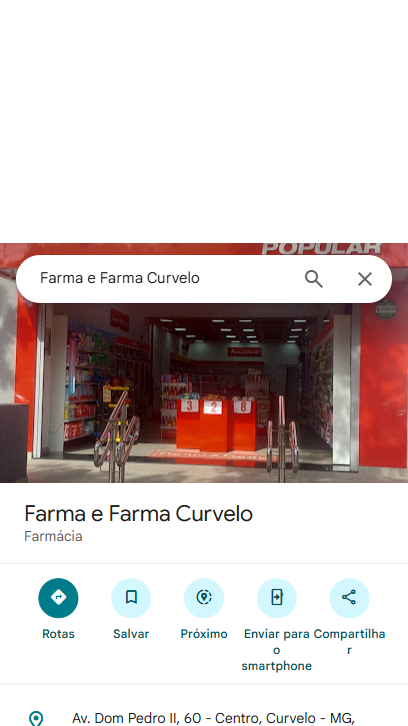 POPULAR
Farma e Farma Curvelo
3 2 8
Farma e Farma Curvelo
Farmácia
Rotas
Salvar
Próximo
Enviar para o smartphone
Compartilhar
Av. Dom Pedro II, 60 - Centro, Curvelo - MG,